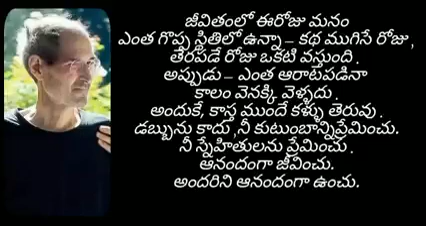 జీవితంలో ఈరోజు మనం
ఎంత గొప్ప స్థితిలో ఉన్నా – కథ ముగిసే రోజు,
తెరపడే రోజు ఒకటి వస్తుంది.
అప్పుడు – ఎంత ఆరాటపడినా
కాలం వెనక్కి వెళ్ళదు.
అందుకే, కాస్త ముందే కళ్ళు తెరువు.
డబ్బును కాదు, నీ కుటుంబాన్నిప్రేమించు.
నీ స్నేహితులను ప్రేమించు.
ఆనందంగా జీవించు.
అందరిని ఆనందంగా ఉంచు.